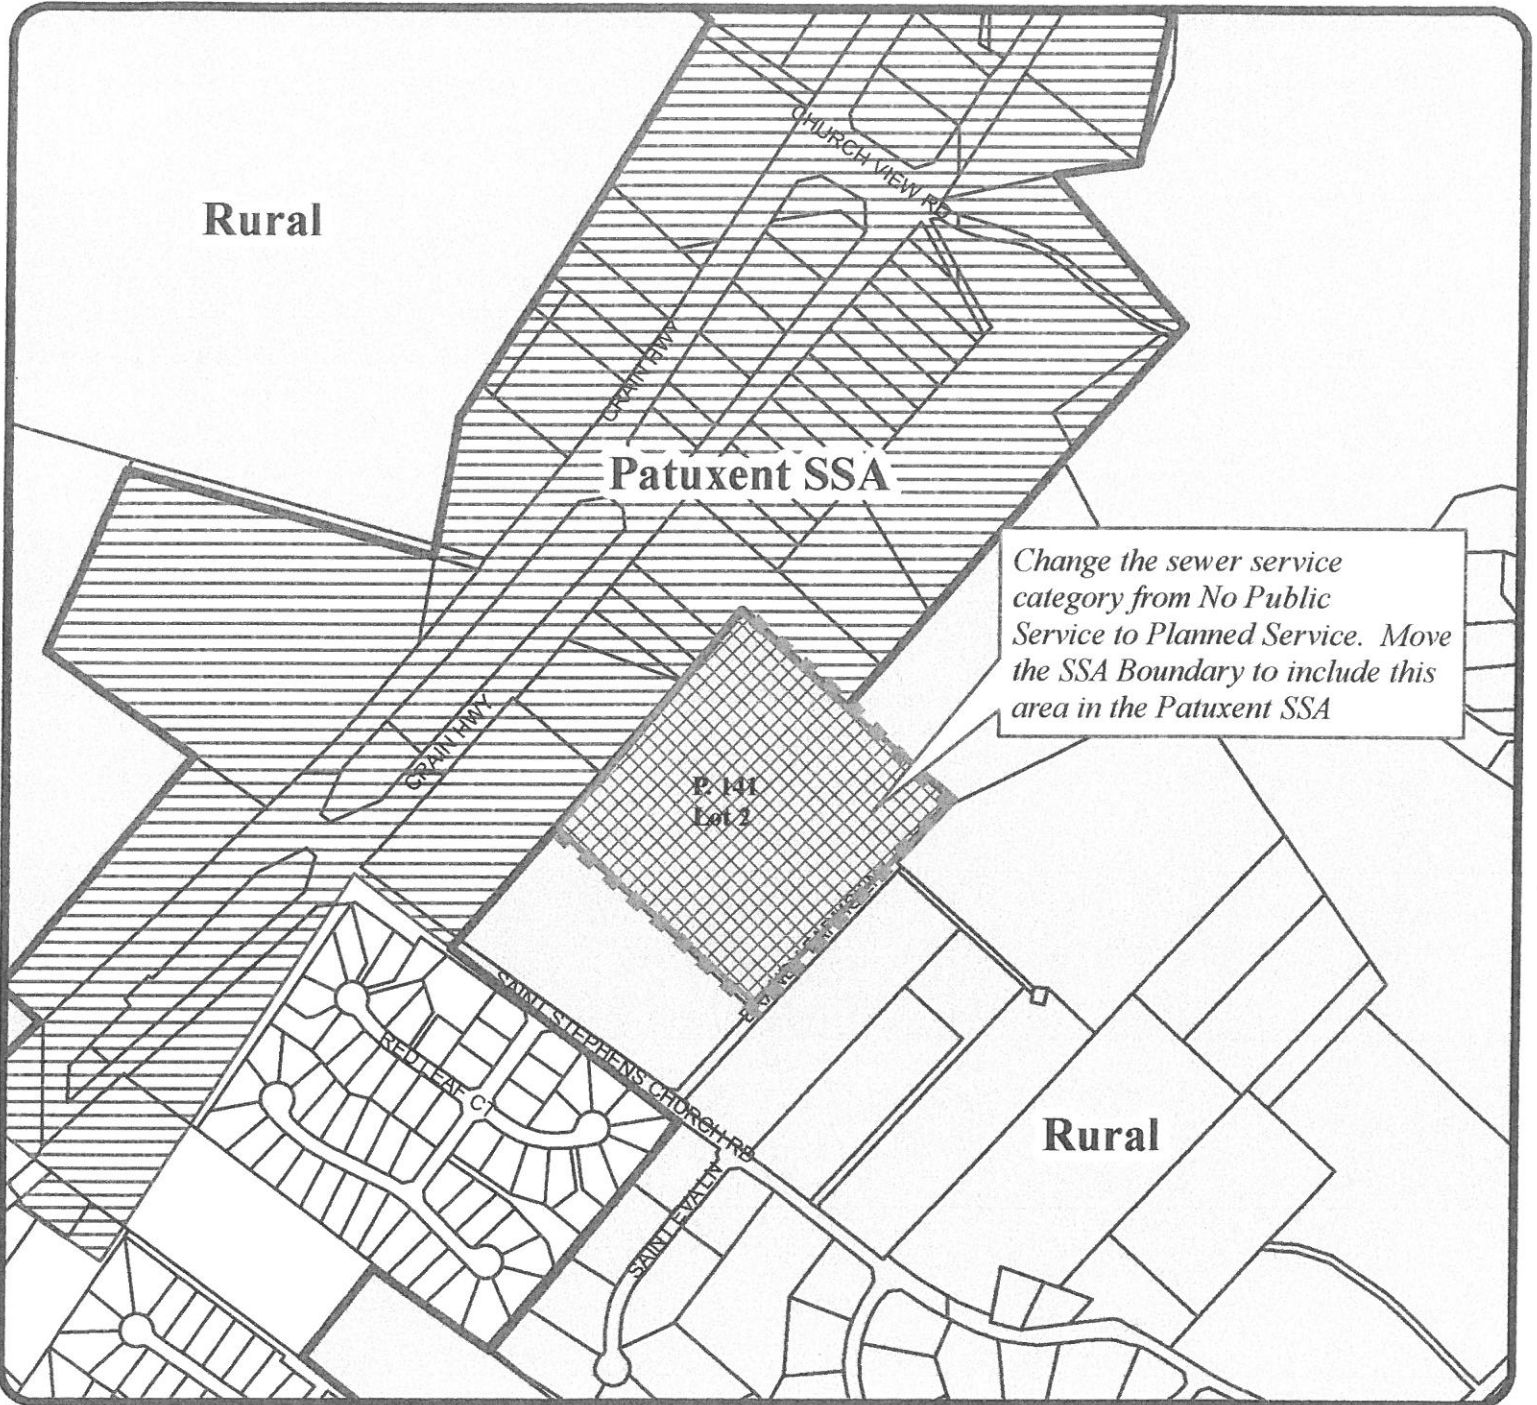 CHURCH VIEW RD
Rural
CRAIN HWY
Patuxent SSA
Change the sewer service
category from No Public
Service to Planned Service. Move
the SSA Boundary to include this
area in the Patuxent SSA
CRAIN HWY
P. 141
Lot 2
SAINT STEPHENS CHURCH RD
RED LEAF CT
Rural
SAINT EVA LN